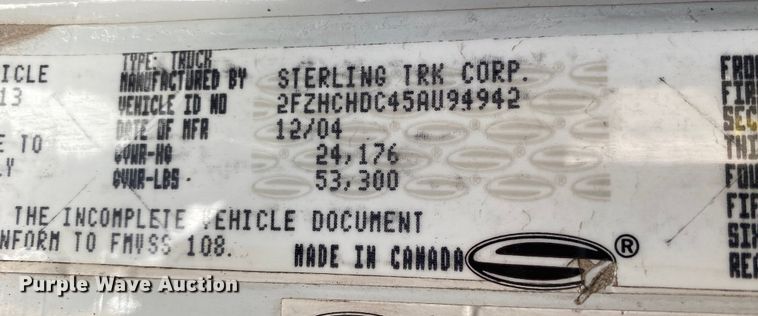 TYPE: TRUCK
ICLE MANUFACTURED BY STERLING TRK CORP.
13 VEHICLE ID NO 2FZHCHDC45AU94942
DATE OF MFR 12/04
E TO GVWR-KG 24,176
LY GVWR-LBS 53,300
THE INCOMPLETE VEHICLE DOCUMENT
NFORM TO FMVSS 108. MADE IN CANADA ®
FRO
FIR
SEC
THI
FOU
FIF
SIX
REA
Purple Wave Auction